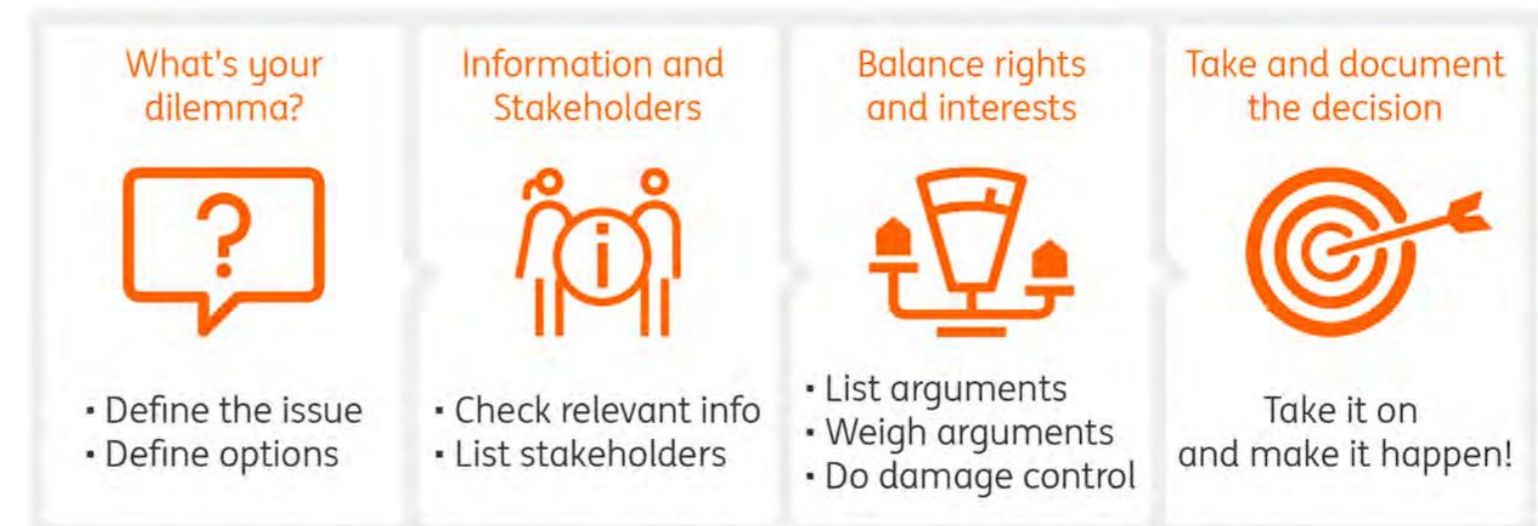 What's your
dilemma?
?
· Define the issue
· Define options
Information and
Stakeholders
i
· Check relevant info
· List stakeholders
Balance rights
and interests
· List arguments
· Weigh arguments
· Do damage control
Take and document
the decision
Take it on
and make it happen!